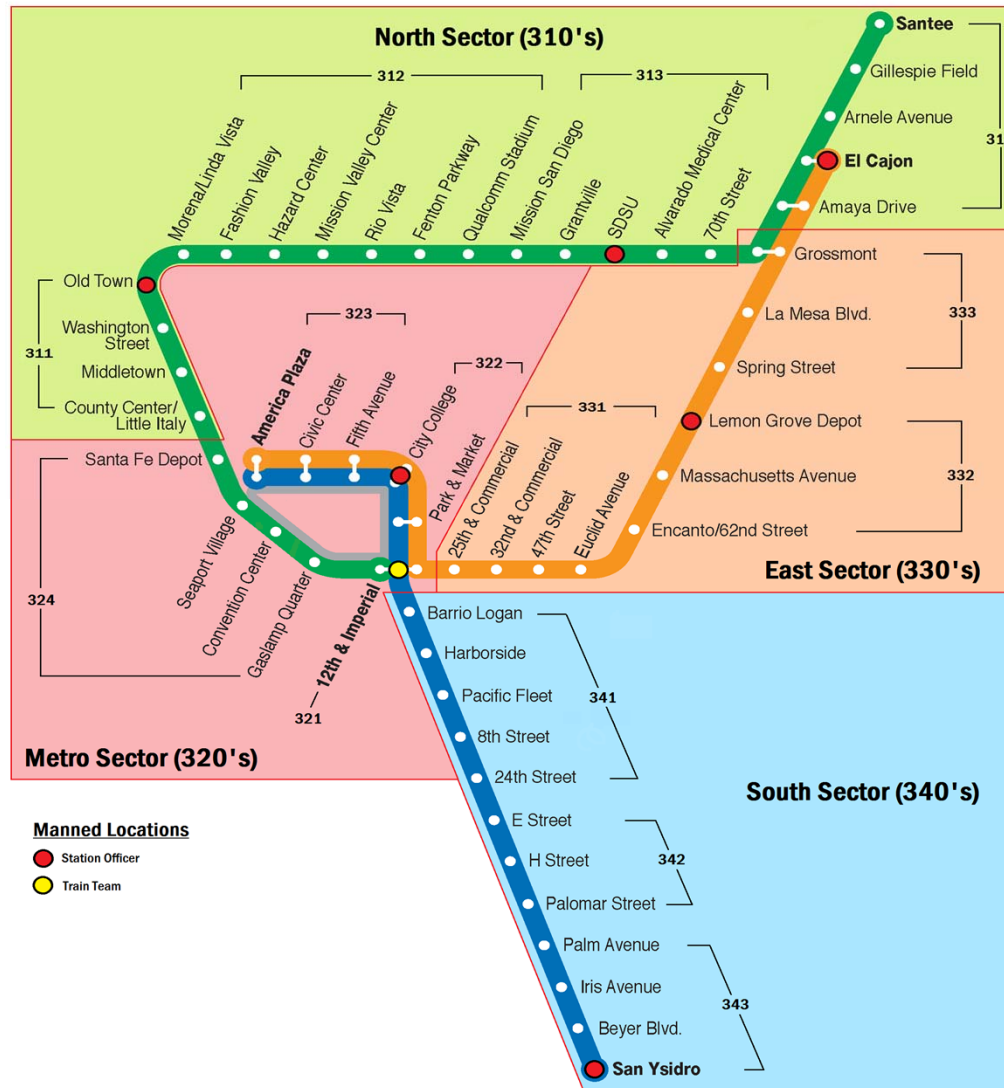 North Sector (310's)
312
313
Santee
Gillespie Field
Arnele Avenue
31
El Cajon
Amaya Drive
Morena/Linda Vista
Fashion Valley
Hazard Center
Mission Valley Center
Rio Vista
Fenton Parkway
Qualcomm Stadium
Mission San Diego
Grantville
SDSU
Alvarado Medical Center
70th Street
Grossmont
La Mesa Blvd.
333
Spring Street
Old Town
Washington
Street
311
Middletown
County Center/
Little Italy
323
322
331
America Plaza
Civic Center
Fifth Avenue
City College
Park & Market
25th & Commercial
32nd & Commercial
47th Street
Euclid Avenue
Lemon Grove Depot
Massachusetts Avenue
332
Encanto/62nd Street
East Sector (330's)
Santa Fe Depot
Seaport Village
Convention Center
Gaslamp Quarter
12th & Imperial
324
321
Metro Sector (320's)
Barrio Logan
Harborside
Pacific Fleet
341
8th Street
24th Street
South Sector (340's)
E Street
H Street
342
Palomar Street
Palm Avenue
Iris Avenue
343
Beyer Blvd.
San Ysidro
Manned Locations
Station Officer
Train Team